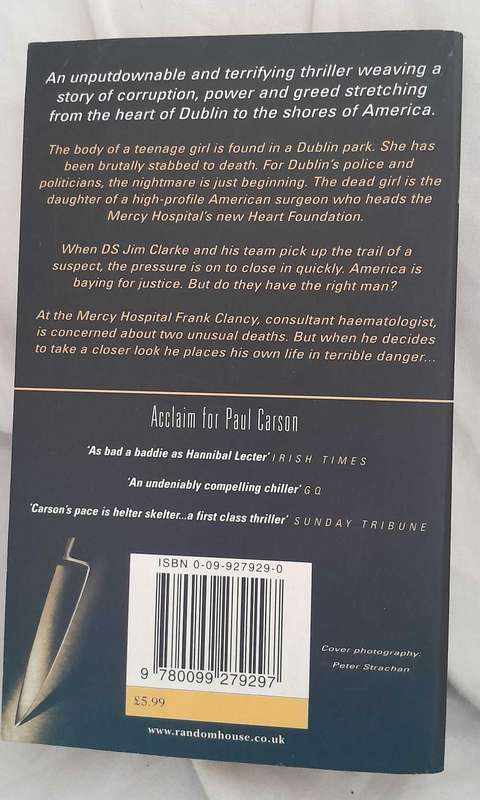 An unputdownable and terrifying thriller weaving a
story of corruption, power and greed stretching
from the heart of Dublin to the shores of America.
The body of a teenage girl is found in a Dublin park. She has
been brutally stabbed to death. For Dublin's police and
politicians, the nightmare is just beginning. The dead girl is the
daughter of a high-profile American surgeon who heads the
Mercy Hospital's new Heart Foundation.
When DS Jim Clarke and his team pick up the trail of a
suspect, the pressure is on to close in quickly. America is
baying for justice. But do they have the right man?
At the Mercy Hospital Frank Clancy, consultant haematologist,
is concerned about two unusual deaths. But when he decides
to take a closer look he places his own life in terrible danger...
Acclaim for Paul Carson
'As bad a baddie as Hannibal Lecter' IRISH TIMES
'An undeniably compelling chiller' GQ
'Carson's pace is helter skelter...a first class thriller' SUNDAY TRIBUNE
ISBN 0-09-927929-0
9 780099 279297
£5.99
Cover photography:
Peter Strachan
www.randomhouse.co.uk